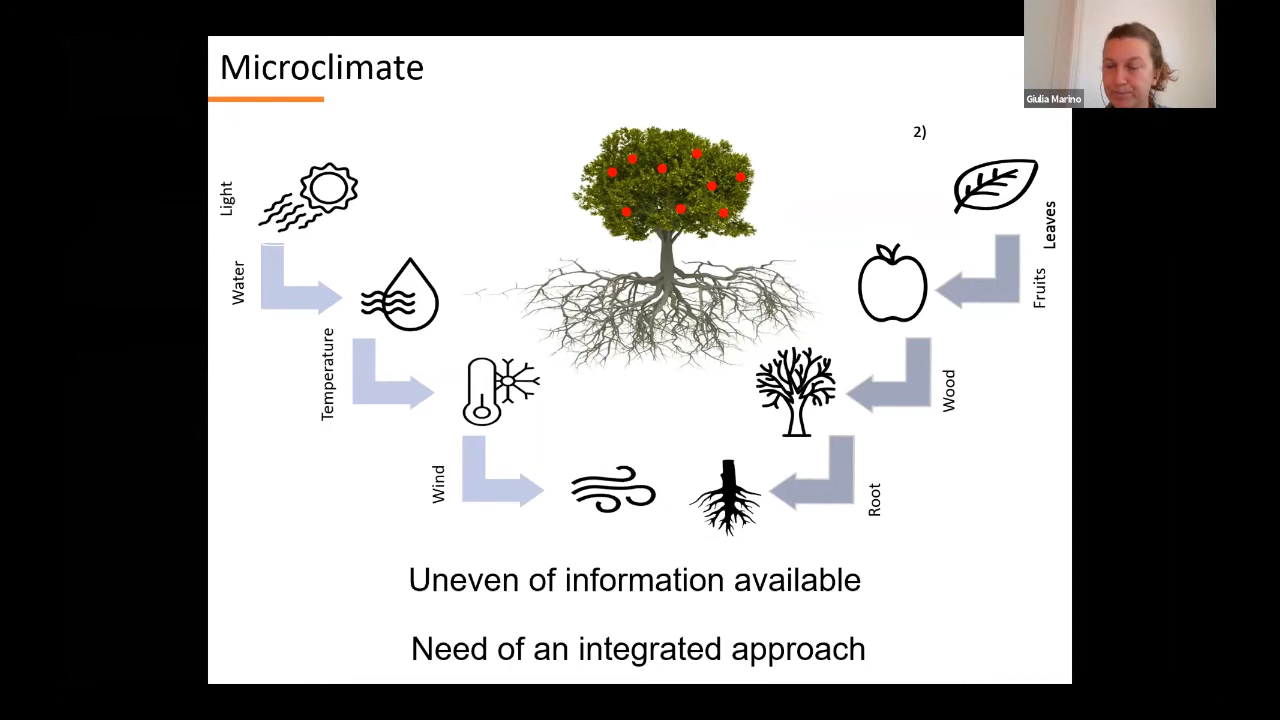 Microclimate
Giulia Marino
2)
Light
Leaves
Water
Fruits
Temperature
Wood
Wind
Root
Uneven of information available
Need of an integrated approach